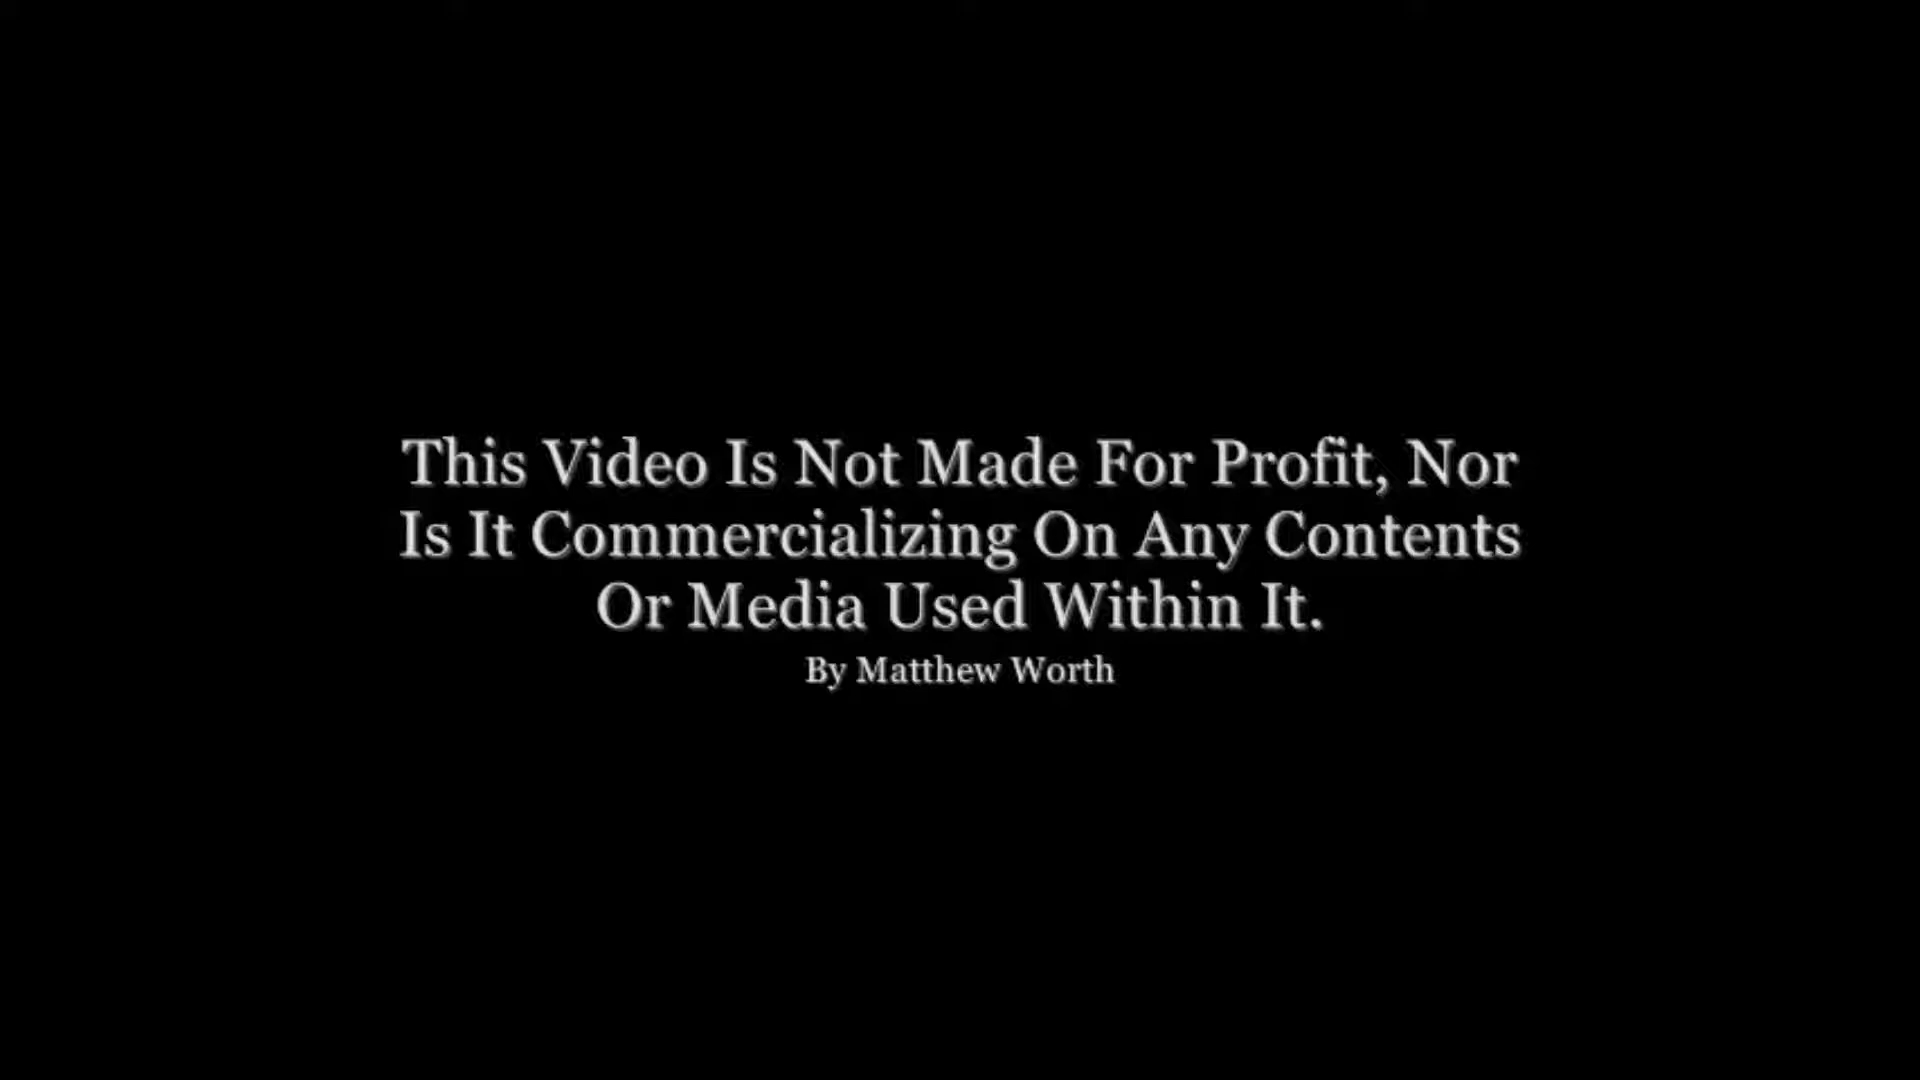 This Video Is Not Made For Profit, Nor
Is It Commercializing On Any Contents
Or Media Used Within It.
By Matthew Worth